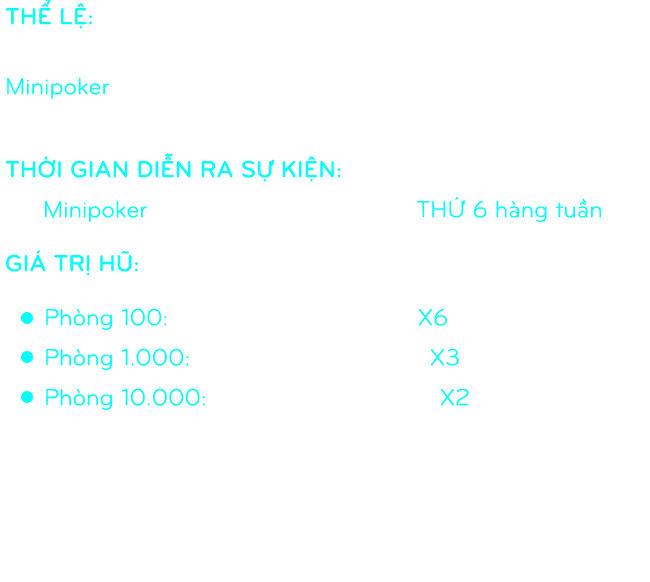 THỂ LỆ:
Minipoker
THỜI GIAN DIỄN RA SỰ KIỆN:
Minipoker THỨ 6 hàng tuần
GIÁ TRỊ HŨ:
● Phòng 100: X6
● Phòng 1.000: X3
● Phòng 10.000: X2